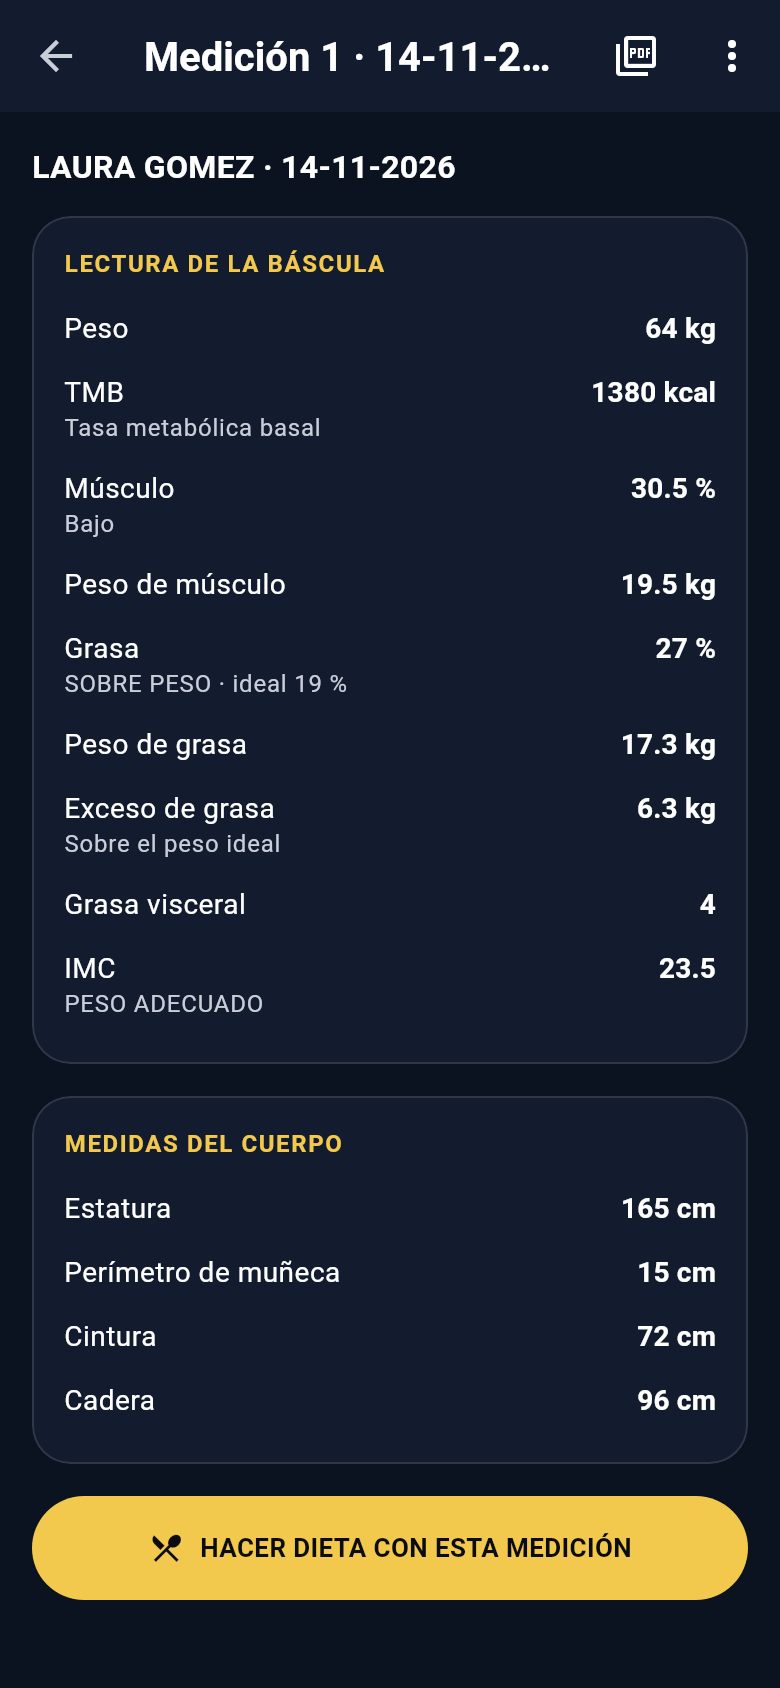 Medición 1 · 14-11-2...
PDF
LAURA GOMEZ · 14-11-2026
LECTURA DE LA BÁSCULA
Peso 64 kg
TMB 1380 kcal
Tasa metabólica basal
Músculo 30.5 %
Bajo
Peso de músculo 19.5 kg
Grasa 27 %
SOBRE PESO · ideal 19 %
Peso de grasa 17.3 kg
Exceso de grasa 6.3 kg
Sobre el peso ideal
Grasa visceral 4
IMC 23.5
PESO ADECUADO
MEDIDAS DEL CUERPO
Estatura 165 cm
Perímetro de muñeca 15 cm
Cintura 72 cm
Cadera 96 cm
HACER DIETA CON ESTA MEDICIÓN